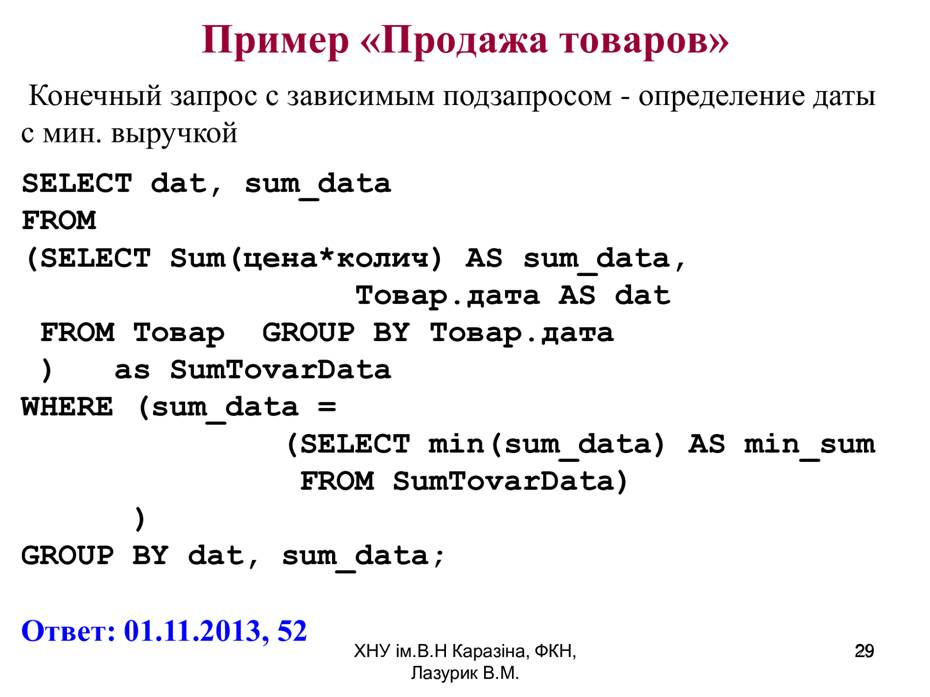 Пример «Продажа товаров»
Конечный запрос с зависимым подзапросом - определение даты
с мин. выручкой
SELECT dat, sum_data
FROM
(SELECT Sum(цена*колич) AS sum_data,
Товар.дата AS dat
FROM Товар GROUP BY Товар.дата
) as SumTovarData
WHERE (sum_data =
(SELECT min(sum_data) AS min_sum
FROM SumTovarData)
)
GROUP BY dat, sum_data;
Ответ: 01.11.2013, 52
ХНУ ім.В.Н Каразіна, ФКН,
Лазурик В.М.
29